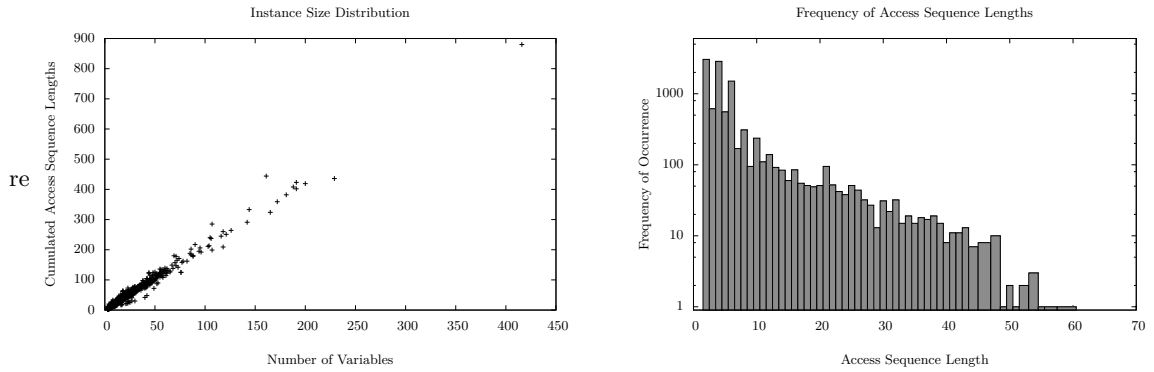 Instance Size Distribution
Cumulated Access Sequence Lengths
900
800
700
600
500
400
300
200
100
0
0 50 100 150 200 250 300 350 400 450
Number of Variables
re
Frequency of Access Sequence Lengths
Frequency of Occurrence
1000
100
10
1
0 10 20 30 40 50 60 70
Access Sequence Length